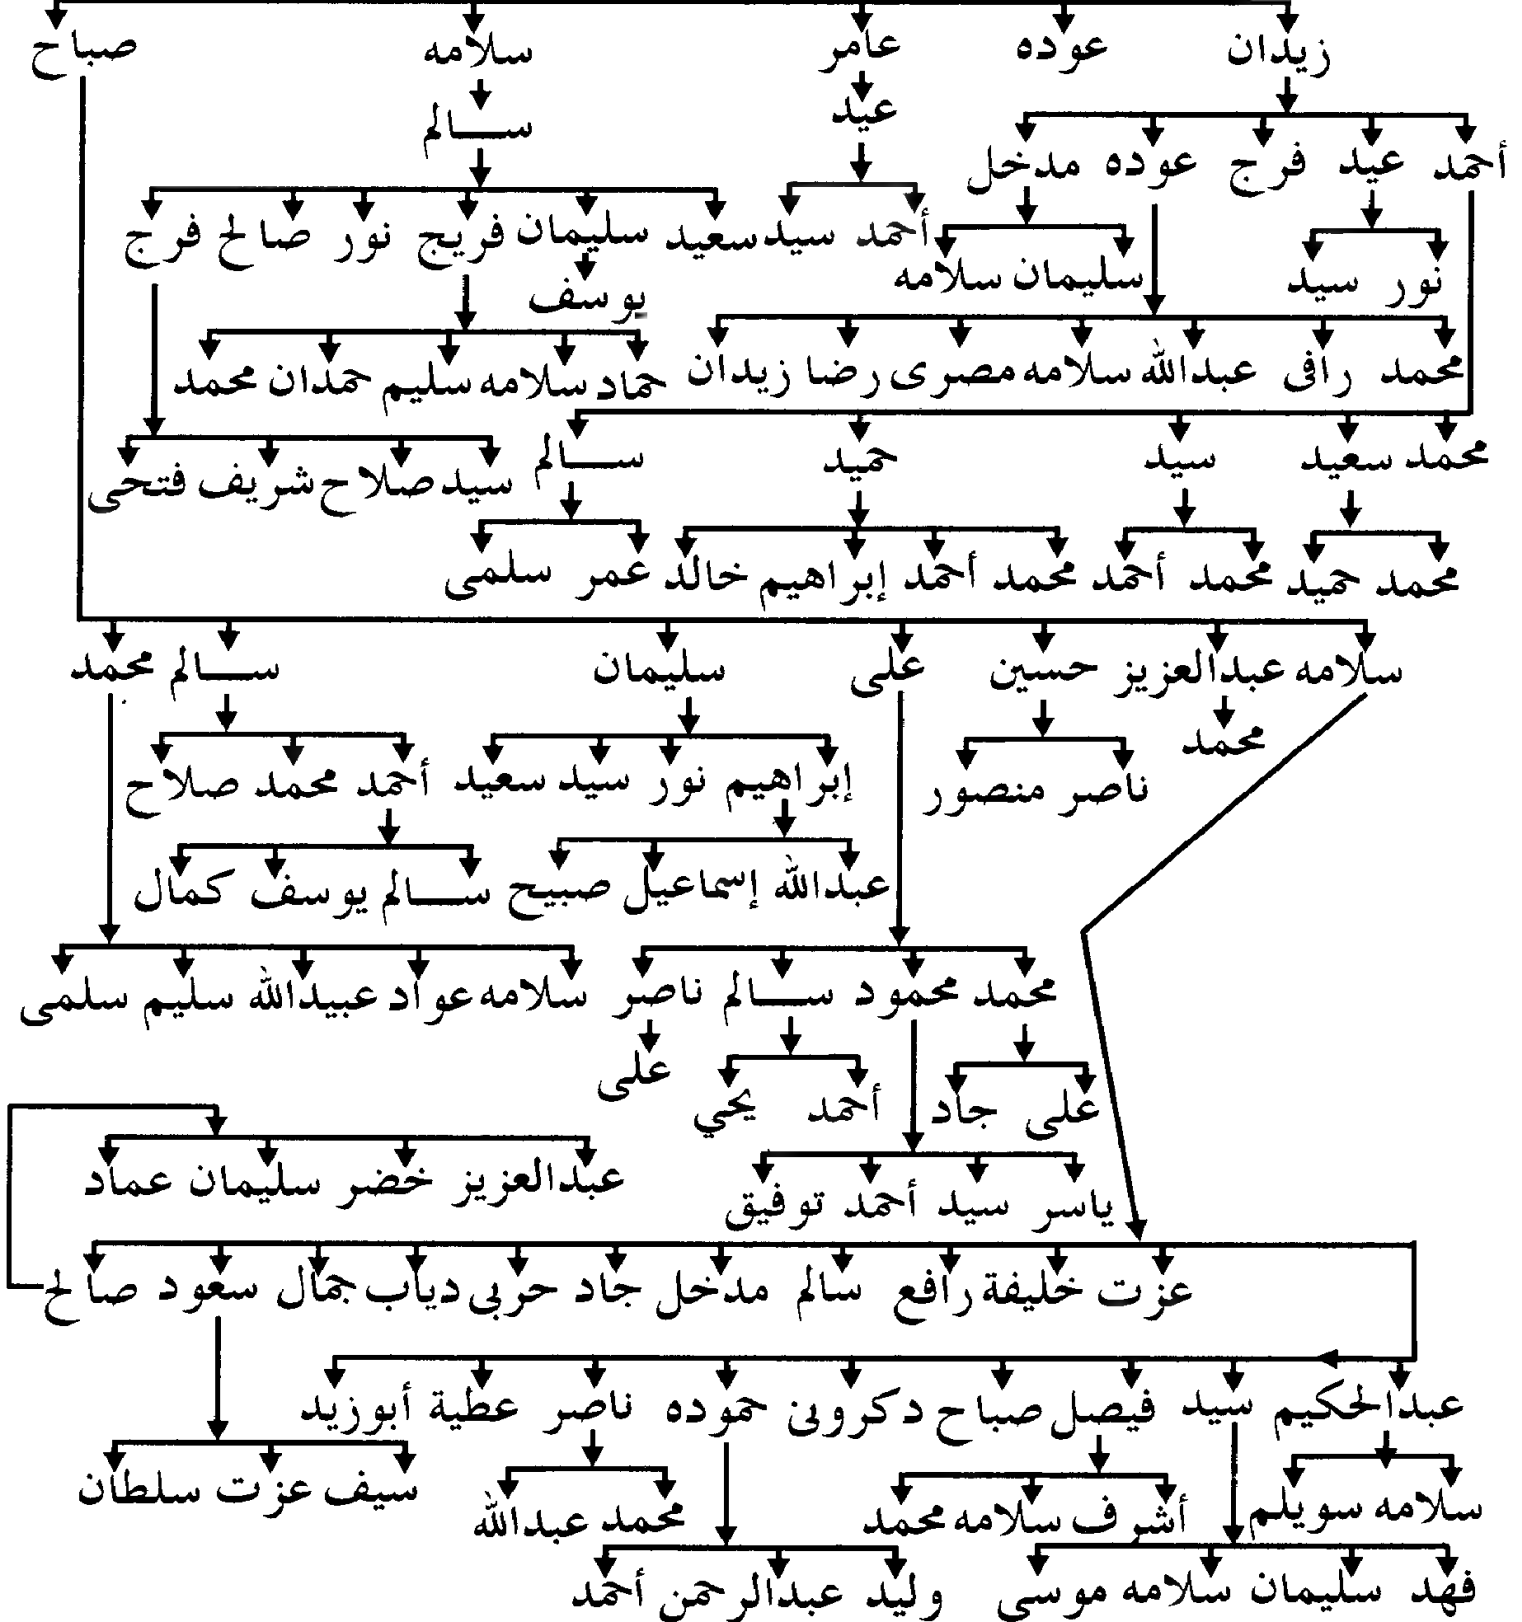 زيدان عوده عامر سلامه صباح
عيد ســالم
أحمد عيد فرج عوده مدخل
أحمد سيد سعيد سليمان فريج نور صالح فرج
نور سيد سليمان سلامه يوسف
محمد رافى عبدالله سلامه مصرى رضا زيدان حماد سلامه سليم حمدان محمد
محمد سعيد سيد حميد ســالم سيد صلاح شريف فتحى
محمد حميد محمد أحمد محمد أحمد إبراهيم خالد عمر سلمى
سلامه عبدالعزيز حسين على سليمان ســالم محمد
محمد
ناصر منصور إبراهيم نور سيد سعيد أحمد محمد صلاح
عبدالله إسماعيل صبيح ســالم يوسف كمال
محمد محمود ســالم ناصر سلامه عواد عبيدالله سليم سلمى
على جاد أحمد يحي على
عبدالعزيز خضر سليمان عماد
ياسر سيد أحمد توفيق
عزت خليفة رافع سالم مدخل جاد حربى دياب جمال سعود صالح
عبدالحكيم سيد فيصل صباح دكرونى حموده ناصر عطية أبوزيد
سلامه سويلم أشرف سلامه محمد محمد عبدالله سيف عزت سلطان
فهد سليمان سلامه موسى وليد عبدالرحمن أحمد